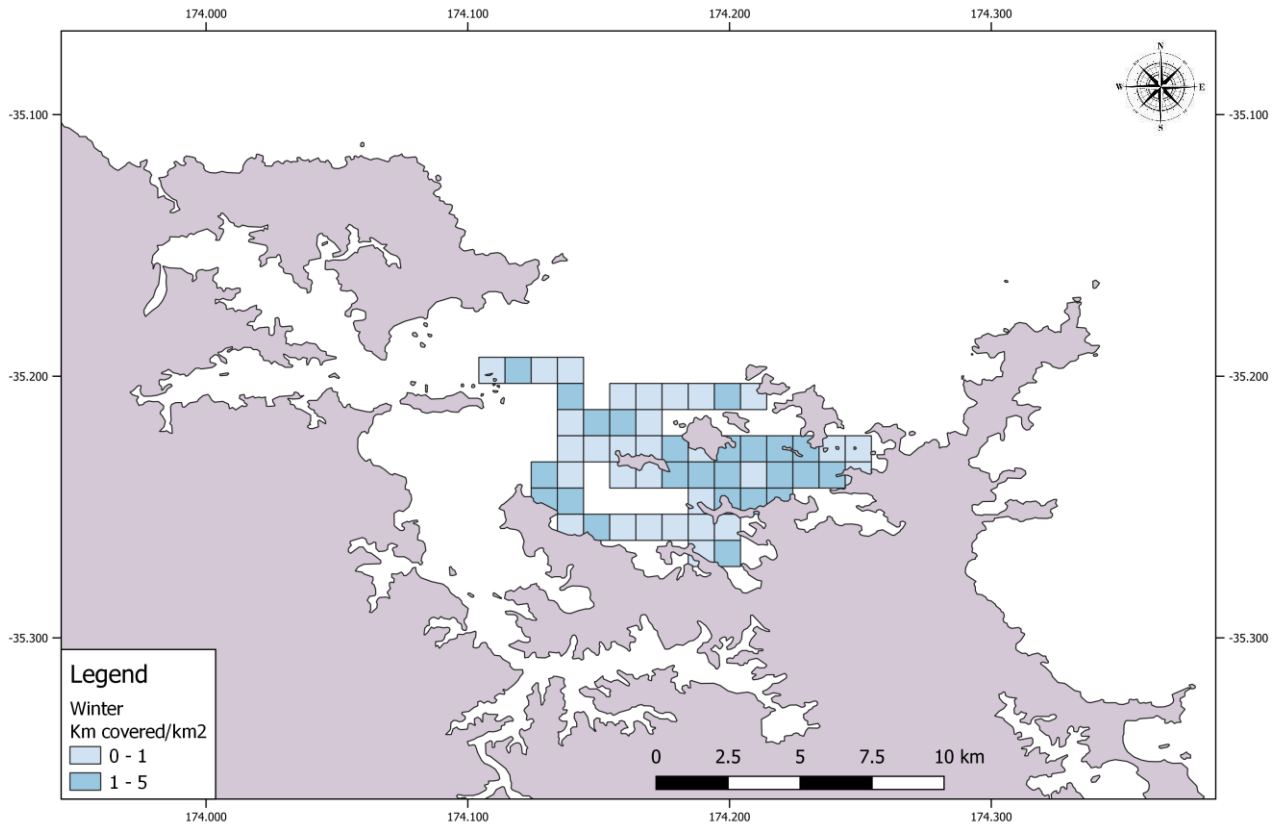 174.000 174.100 174.200 174.300
N
W E
S
-35.100 -35.100
-35.200 -35.200
-35.300 -35.300
Legend
Winter
Km covered/km2
0 - 1
1 - 5
0 2.5 5 7.5 10 km
174.000 174.100 174.200 174.300